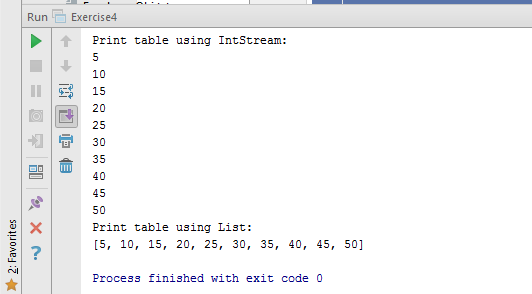 Run Exercise4
Print table using IntStream:
5
10
15
20
25
30
35
40
45
50
Print table using List:
[5, 10, 15, 20, 25, 30, 35, 40, 45, 50]
Process finished with exit code 0
2: Favorites